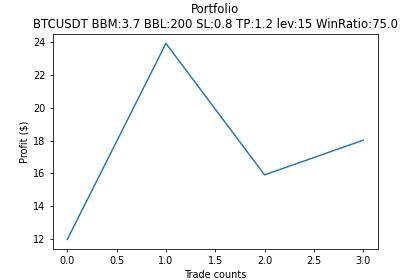 Portfolio
BTCUSDT BBM:3.7 BBL:200 SL:0.8 TP:1.2 lev:15 WinRatio:75.0
24
22
20
18
16
14
12
Profit ($)
0.0 0.5 1.0 1.5 2.0 2.5 3.0
Trade counts